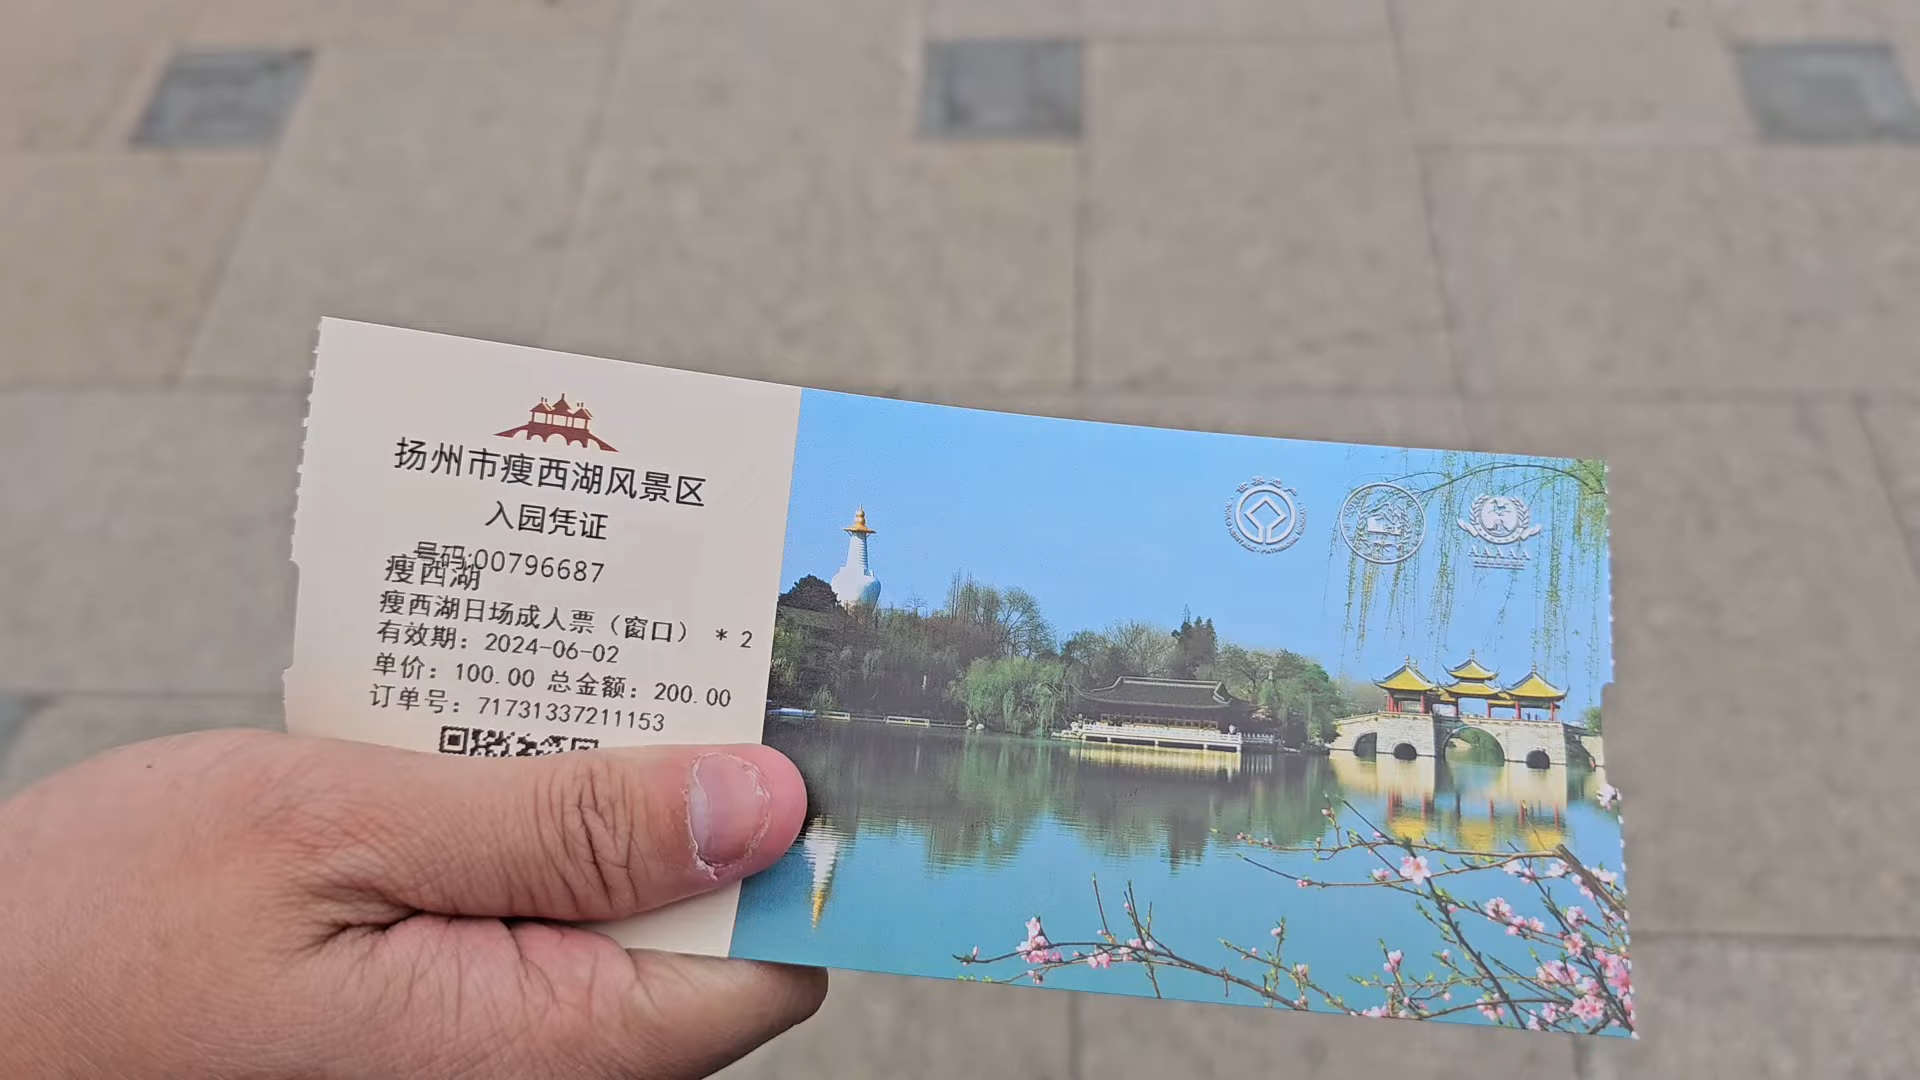 扬州市瘦西湖风景区
入园凭证
号码:00796687
瘦西湖
瘦西湖日场成人票（窗口） * 2
有效期: 2024-06-02
单价: 100.00 总金额: 200.00
订单号: 71731337211153
AAAAA